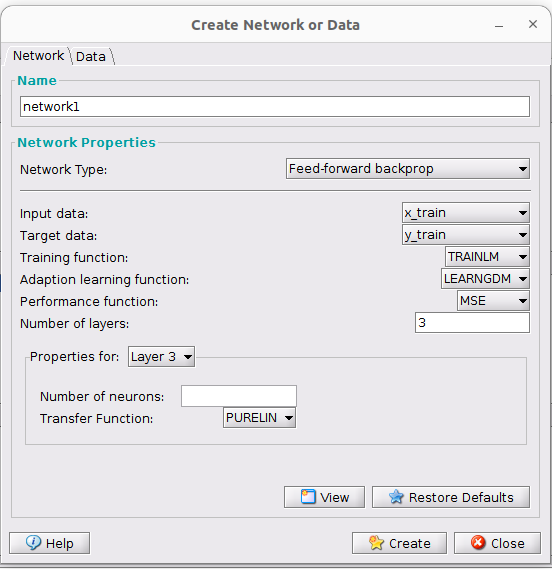 Create Network or Data
Network Data
Name
network1
Network Properties
Network Type: Feed-forward backprop
Input data: x_train
Target data: y_train
Training function: TRAINLM
Adaption learning function: LEARNGDM
Performance function: MSE
Number of layers: 3
Properties for: Layer 3
Number of neurons:
Transfer Function: PURELIN
View Restore Defaults
Help Create Close